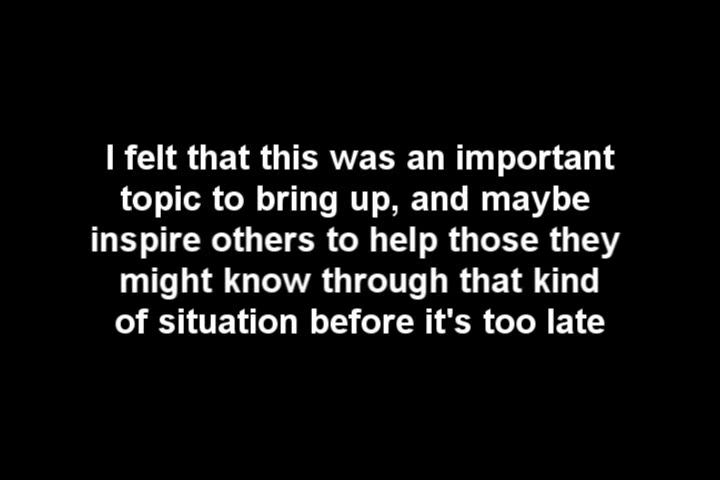 I felt that this was an important
topic to bring up, and maybe
inspire others to help those they
might know through that kind
of situation before it's too late